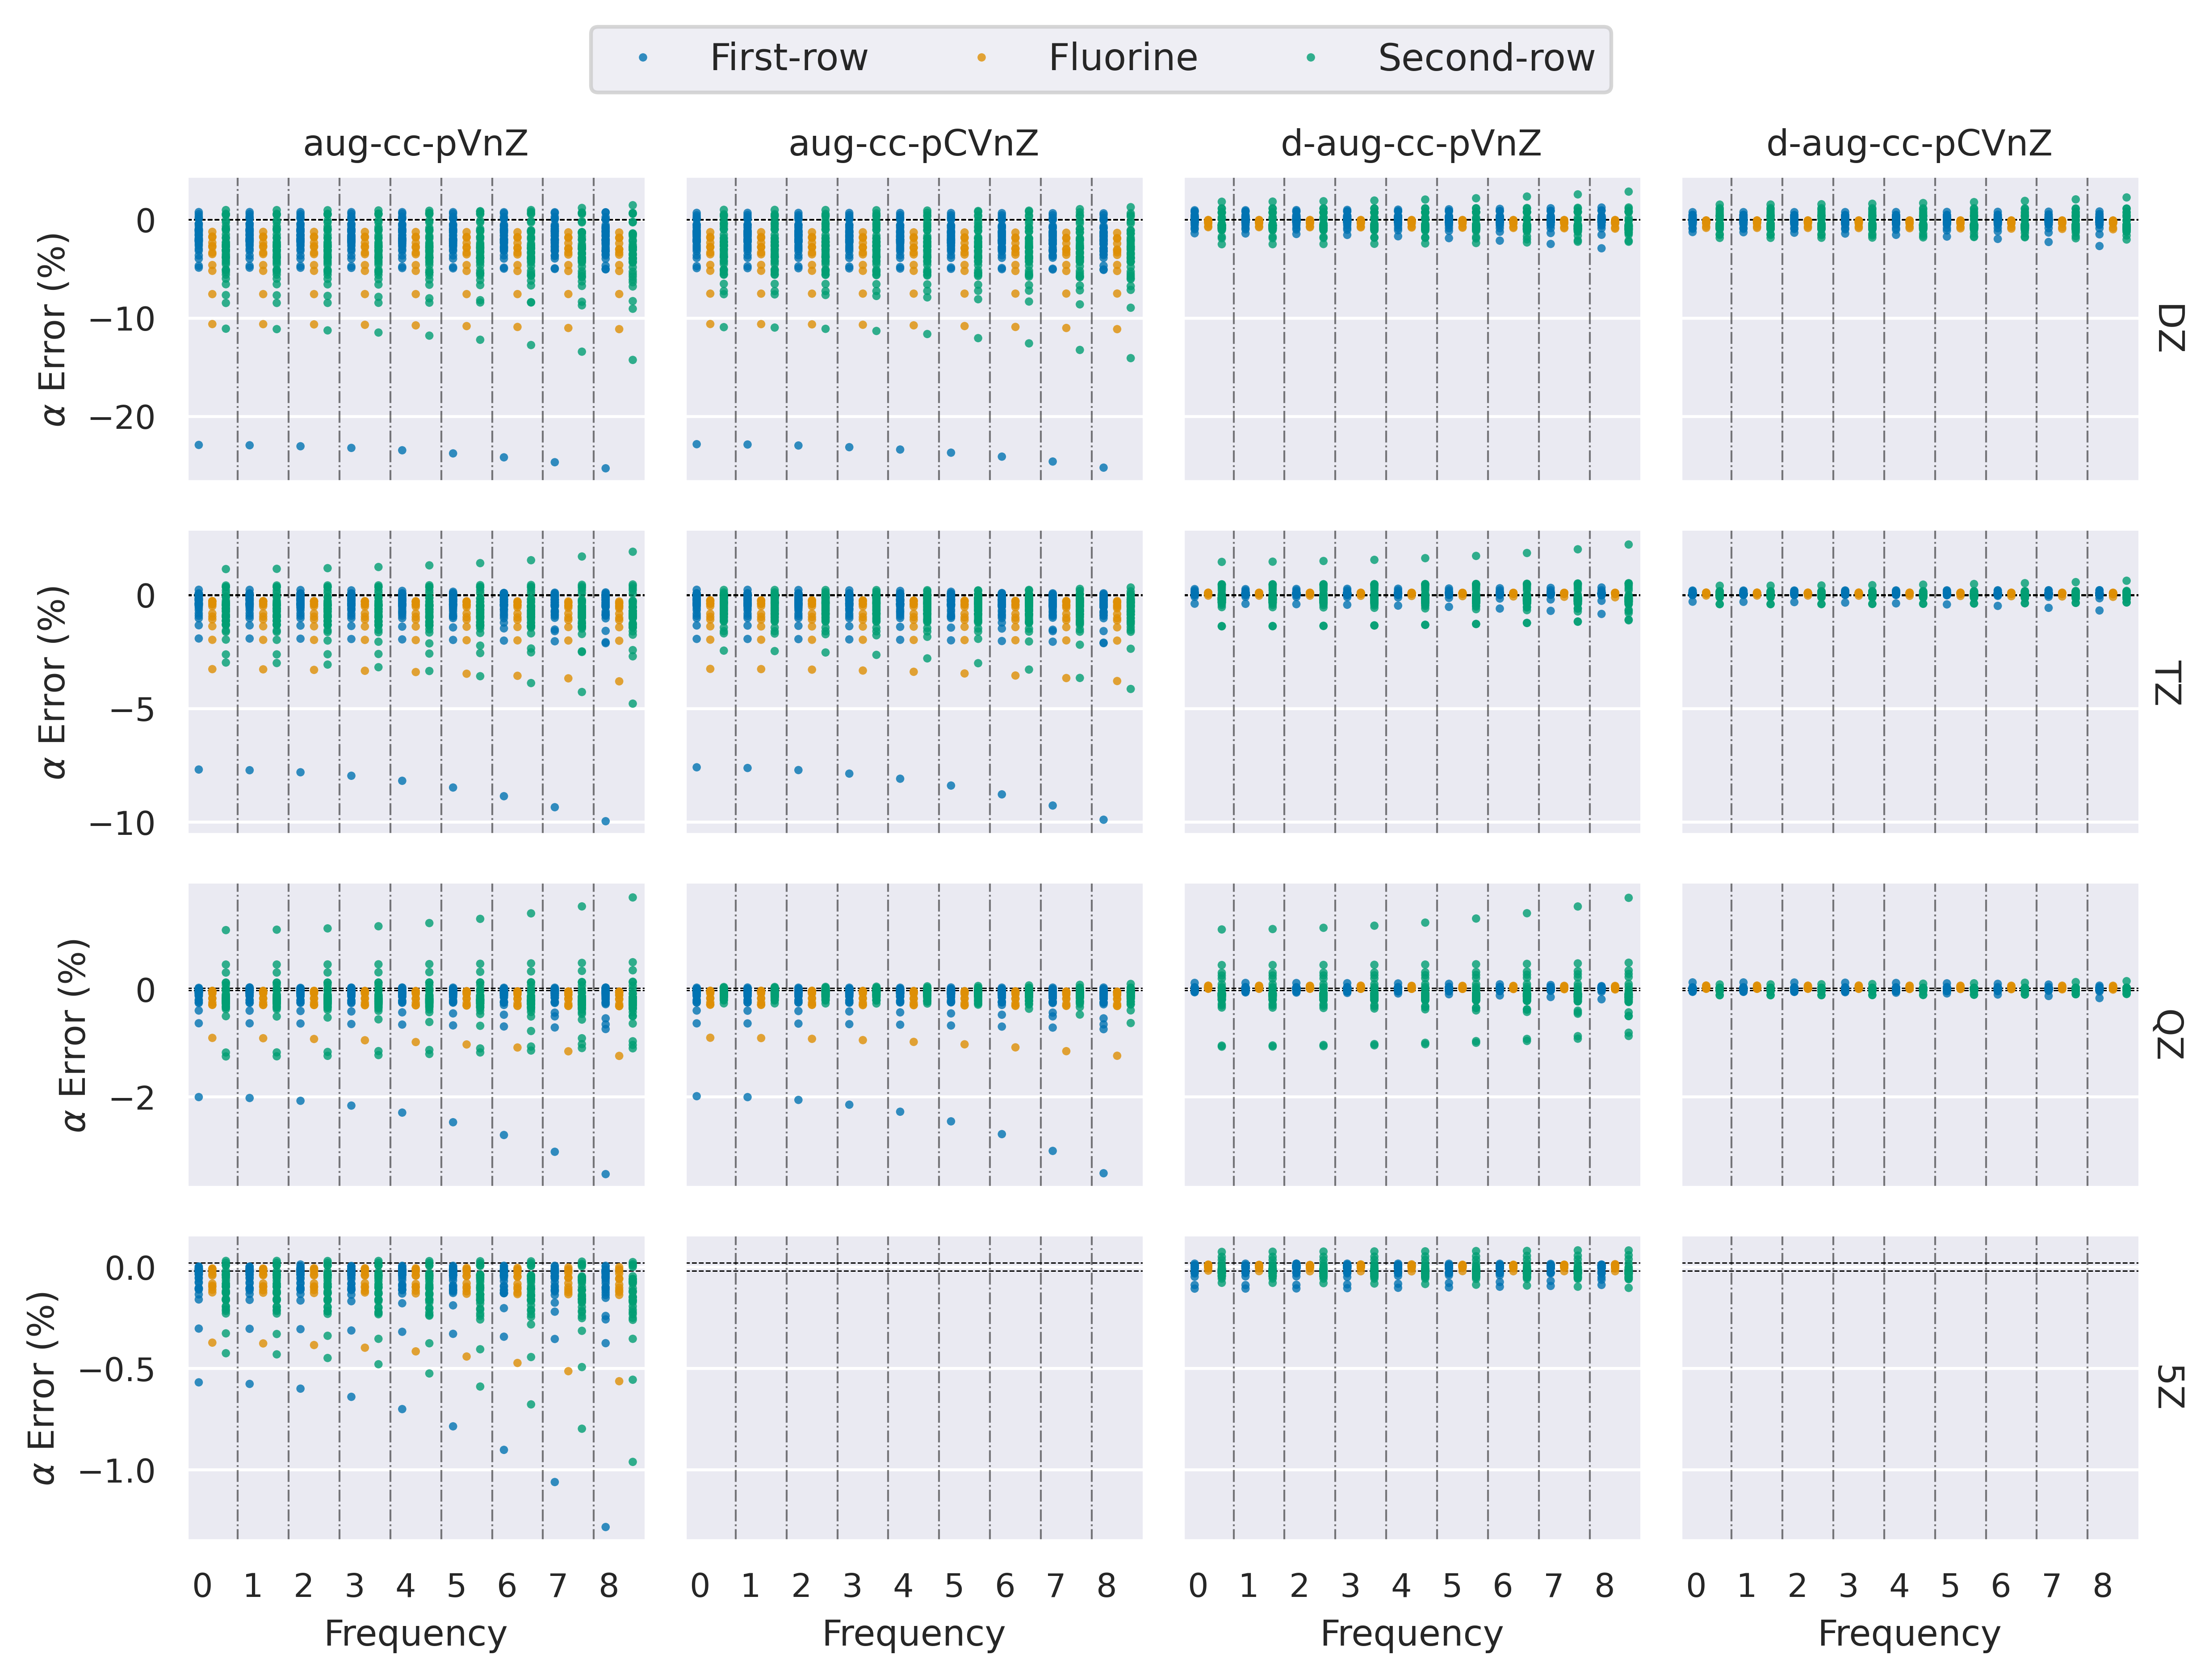 First-row Fluorine Second-row
aug-cc-pVnZ aug-cc-pCVnZ d-aug-cc-pVnZ d-aug-cc-pCVnZ
α Error (%)
0
−10
−20
DZ
α Error (%)
0
−5
−10
TZ
α Error (%)
0
−2
QZ
α Error (%)
0.0
−0.5
−1.0
5Z
0 1 2 3 4 5 6 7 8 0 1 2 3 4 5 6 7 8 0 1 2 3 4 5 6 7 8 0 1 2 3 4 5 6 7 8
Frequency Frequency Frequency Frequency